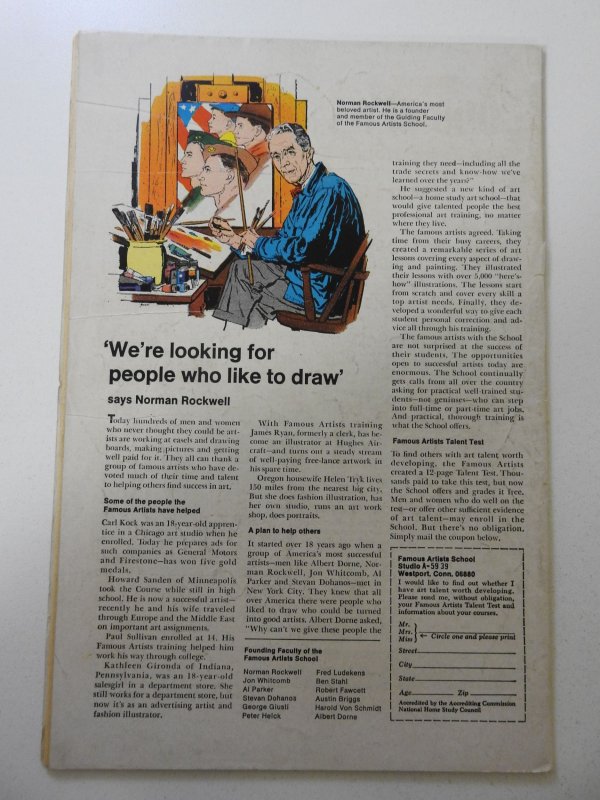 Norman Rockwell—America's most
beloved artist. He is a founder
and member of the Guiding Faculty
of the Famous Artists School.
'We're looking for
people who like to draw'
says Norman Rockwell
Today hundreds of men and women
who never thought they could be art-
ists are working at easels and drawing
boards, making pictures and getting
well paid for it. They all can thank a
group of famous artists who have de-
voted much of their time and talent
to helping others find success in art.
Some of the people the
Famous Artists have helped
Carl Kock was an 18-year-old appren-
tice in a Chicago art studio when he
enrolled. Today he prepares ads for
such companies as General Motors
and Firestone—has won five gold
medals.
Howard Sanden of Minneapolis
took the Course while still in high
school. He is now a successful artist—
recently he and his wife traveled
through Europe and the Middle East
on important art assignments.
Paul Sullivan enrolled at 14. His
Famous Artists training helped him
work his way through college.
Kathfeen Gironda of Indiana,
Pennsylvania, was an 18-year-old
salesgirl in a department store. She
still works for a department store, but
now it's as an advertising artist and
fashion illustrator.
With Famous Artists training
James Ryan, formerly a clerk, has be-
come an illustrator at Hughes Air-
craft—and turns out a steady stream
of well-paying free-lance artwork in
his spare time.
Oregon housewife Helen Tryk lives
150 miles from the nearest big city.
But she does fashion illustration, has
her own studio, runs an art work
shop, does portraits.
A plan to help others
It started over 18 years ago when a
group of America's most successful
artists—men like Albert Dorne, Nor-
man Rockwell, Jon Whitcomb, Al
Parker and Stevan Dohanos—met in
New York City. They knew that all
over America there were people who
liked to draw who could be turned
into good artists. Albert Dorne asked,
"Why can't we give these people the
Founding Faculty of the
Famous Artists School
Norman Rockwell
Jon Whitcomb
Al Parker
Stevan Dohanos
George Giusti
Peter Helck
Fred Ludekens
Ben Stahl
Robert Fawcett
Austin Briggs
Harold Von Schmidt
Albert Dorne
training they need—including all the
trade secrets and know-how we've
learned over the years?"
He suggested a new kind of art
school—a home study art school—that
would give talented people the best
professional art training, no matter
where they live.
The famous artists agreed. Taking
time from their busy careers, they
created a remarkable series of art
lessons covering every aspect of draw-
ing and painting. They illustrated
their lessons with over 5,000 "here's-
how" illustrations. The lessons start
from scratch and cover every skill a
top artist needs. Finally, they de-
veloped a wonderful way to give each
student personal correction and ad-
vice all through his training.
The famous artists with the School
are not surprised at the success of
their students. The opportunities
open to successful artists today are
enormous. The School continually
gets calls from all over the country
asking for practical well-trained stu-
dents—not geniuses—who can step
into full-time or part-time art jobs.
And practical, thorough training is
what the School offers.
Famous Artists Talent Test
To find others with art talent worth
developing, the Famous Artists
created a 12-page Talent Test. Thou-
sands paid to take this test, but now
the School offers and grades it free.
Men and women who do well on the
test—or offer other sufficient evidence
of art talent—may enroll in the
School. But there's no obligation.
Simply mail the coupon below.
Famous Artists School
Studio A-5939
Westport, Conn. 06880
I would like to find out whether I
have art talent worth developing.
Please send me, without obligation,
your Famous Artists Talent Test and
information about your courses.
Mr.
Mrs.
Miss
Circle one and please print
Street
City
State
Age Zip
Accredited by the Accrediting Commission
National Home Study Council